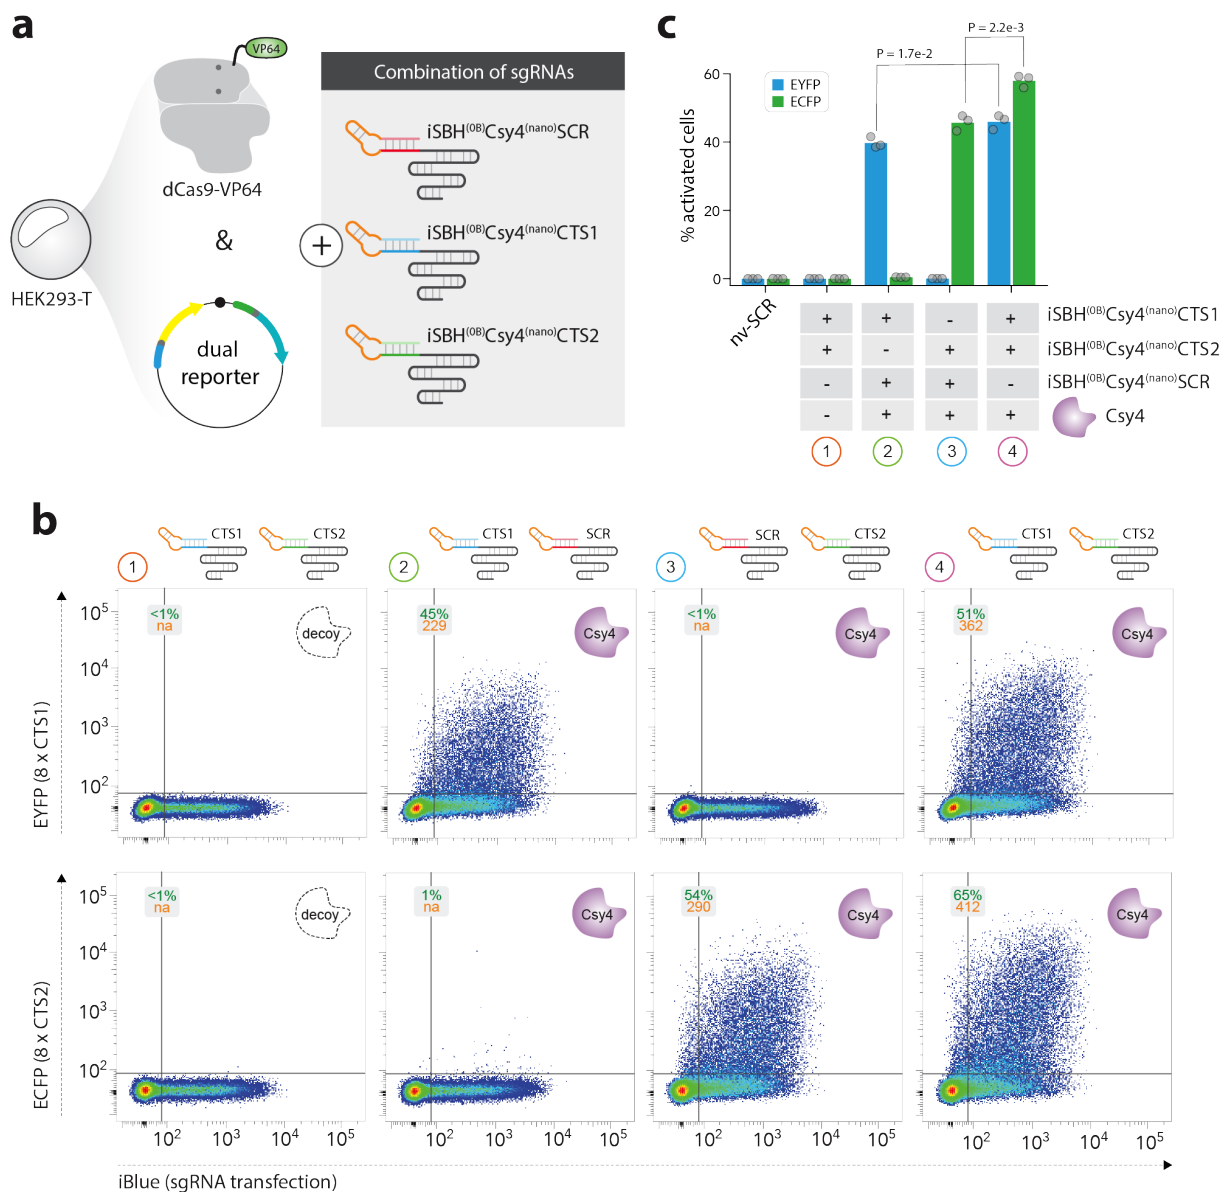 a
VP64
dCas9-VP64
&
HEK293-T
dual
reporter
+
Combination of sgRNAs
iSBH(0B)Csy4(nano)SCR
iSBH(0B)Csy4(nano)CTS1
iSBH(0B)Csy4(nano)CTS2
c
P = 2.2e-3
P = 1.7e-2
EYFP
ECFP
% activated cells
60
40
20
0
nv-SCR
+ + - + iSBH(0B)Csy4(nano)CTS1
+ - + + iSBH(0B)Csy4(nano)CTS2
- + + - iSBH(0B)Csy4(nano)SCR
- + + + Csy4
1 2 3 4
b
1 CTS1 CTS2
2 CTS1 SCR
3 SCR CTS2
4 CTS1 CTS2
EYFP (8 x CTS1)
10^5
10^4
10^3
10^2
<1%
na
decoy
45%
229
Csy4
<1%
na
Csy4
51%
362
Csy4
ECFP (8 x CTS2)
10^5
10^4
10^3
10^2
<1%
na
decoy
1%
na
Csy4
54%
290
Csy4
65%
412
Csy4
10^2 10^3 10^4 10^5 10^2 10^3 10^4 10^5 10^2 10^3 10^4 10^5 10^2 10^3 10^4 10^5
iBlue (sgRNA transfection)